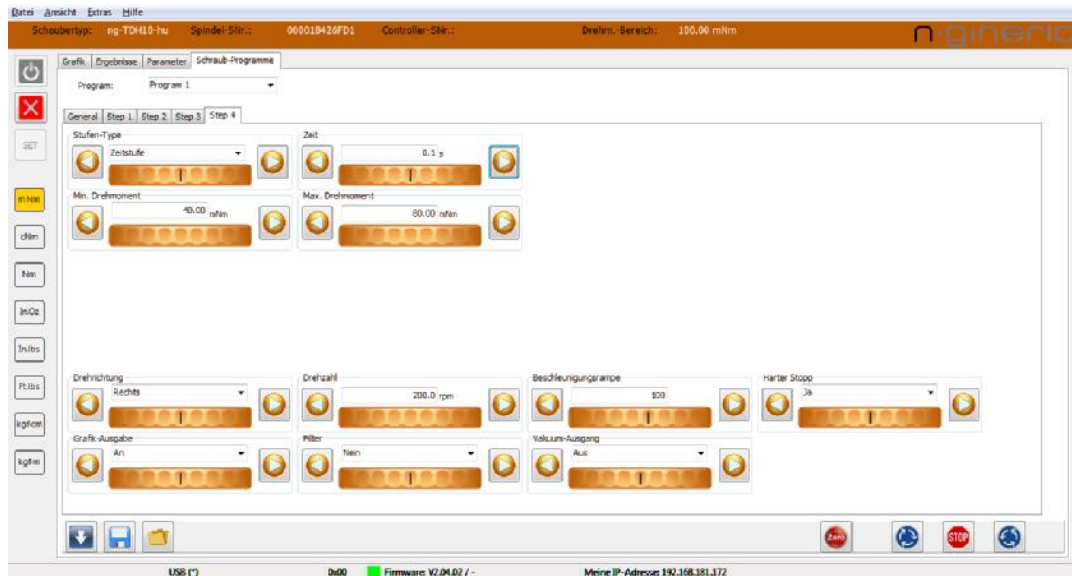 Datei Ansicht Extras Hilfe
Schaubertyp: ng-TDH10-hu Spindel-SNr.: 000018426FD1 Controller-SNr.: Drehm.-Bereich: 100.00 mNm n-gineric
Grafik Ergebnisse Parameter Schraub-Programme
Program: Program 1
General Step 1 Step 2 Step 3 Step 4
Stufen-Type Zeit
Zeitstufe 0.1 s
SET
Min. Drehmoment Max. Drehmoment
mNm 40.00 mNm 80.00 mNm
cNm
Nm
In.Oz
In.lbs
Drehrichtung Drehzahl Beschleunigungsrampe Harter Stopp
Ft.lbs Rechts 200.0 rpm 100 Ja
kgfcm
Grafik-Ausgabe Filter Vakuum-Ausgang
An Nein Aus
kgfm
Zero STOP
USB (*) 0x00 Firmware: V2.04.02 / - Meine IP-Adresse: 192.168.181.172